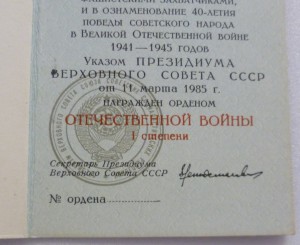 ФАШИСТСКИМИ ЗАХВАТЧИКАМИ,
И В ОЗНАМЕНОВАНИЕ 40-ЛЕТИЯ
ПОБЕДЫ СОВЕТСКОГО НАРОДА
В ВЕЛИКОЙ ОТЕЧЕСТВЕННОЙ ВОЙНЕ
1941—1945 ГОДОВ
Указом ПРЕЗИДИУМА
ВЕРХОВНОГО СОВЕТА СССР
от 11 марта 1985 г.
НАГРАЖДЕН ОРДЕНОМ
ОТЕЧЕСТВЕННОЙ ВОЙНЫ
I степени
Секретарь Президиума
Верховного Совета СССР
№ ордена